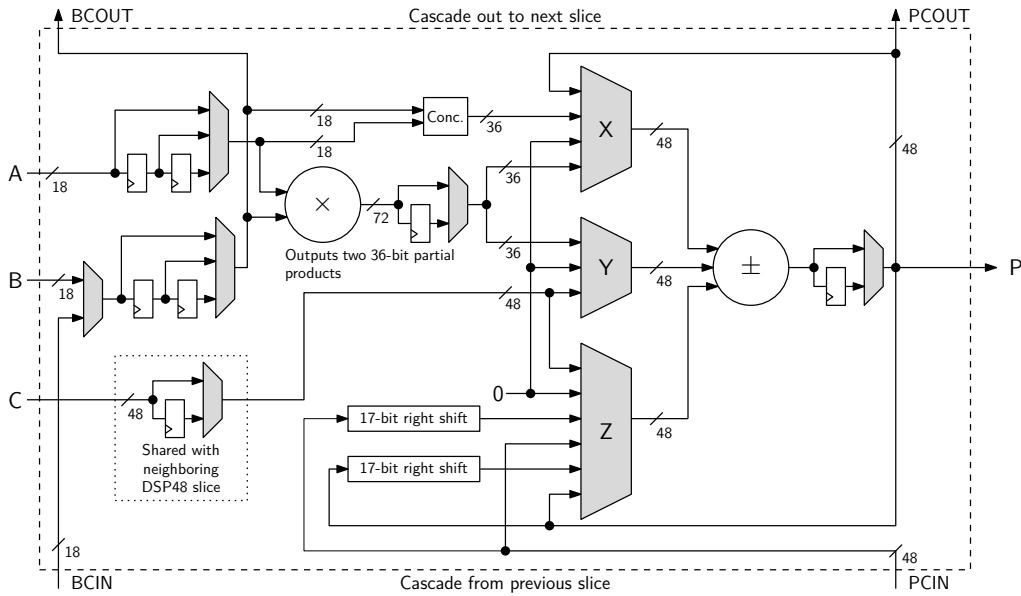 BCOUT
Cascade out to next slice
PCOUT
18
Conc.
36
X
48
18
48
A
18
36
×
72
Outputs two 36-bit partial
products
36
Y
48
±
P
B
18
48
0
C
48
17-bit right shift
Z
48
Shared with
neighboring
DSP48 slice
17-bit right shift
18
48
BCIN
Cascade from previous slice
PCIN